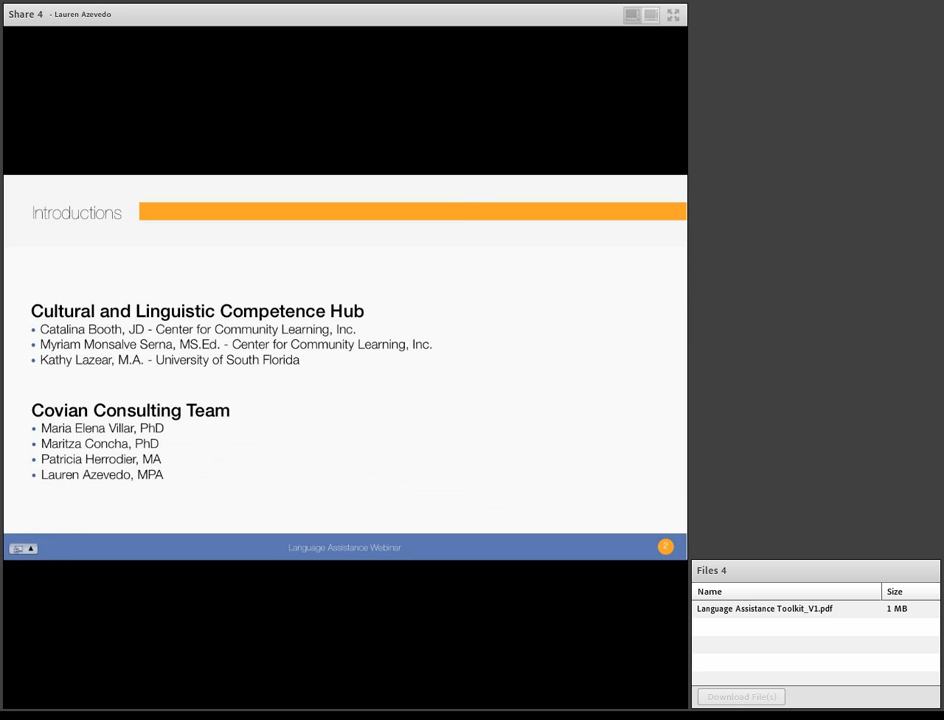 Share 4 - Lauren Azevedo
Introductions
Cultural and Linguistic Competence Hub
• Catalina Booth, JD - Center for Community Learning, Inc.
• Myriam Monsalve Serna, MS.Ed. - Center for Community Learning, Inc.
• Kathy Lazear, M.A. - University of South Florida
Covian Consulting Team
• Maria Elena Villar, PhD
• Maritza Concha, PhD
• Patricia Herrodier, MA
• Lauren Azevedo, MPA
Language Assistance Webinar
2
Files 4
Name Size
Language Assistance Toolkit_V1.pdf 1 MB
Download File(s)